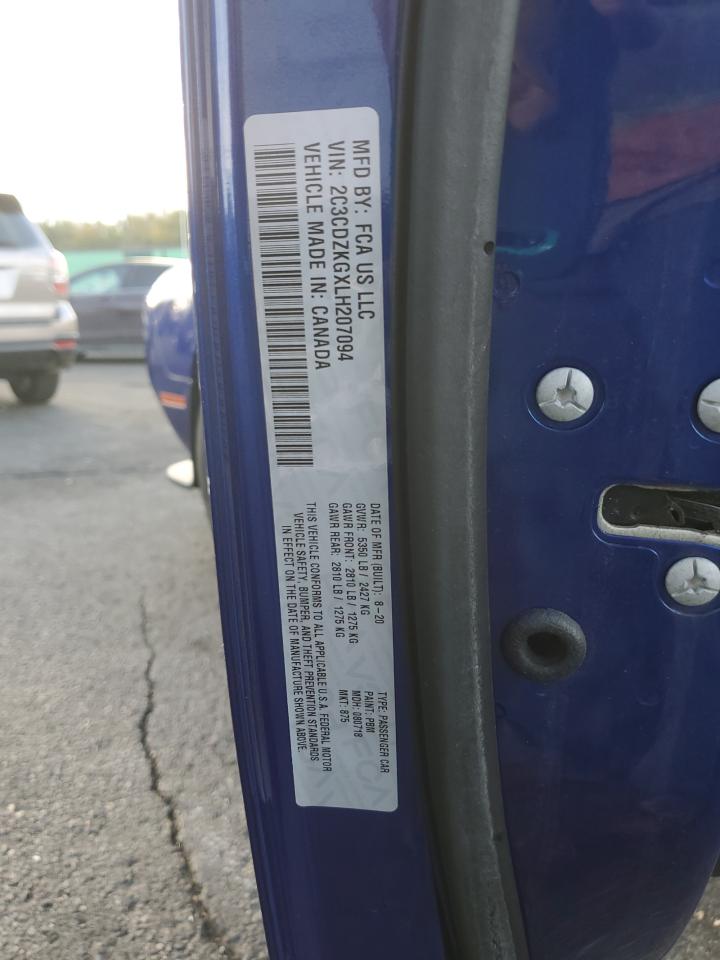 MFD BY: FCA US LLC
VIN: 2C3CDZKGXLH207094
VEHICLE MADE IN: CANADA
DATE OF MFR (BUILT): 8-20
GVWR: 5350 LB / 2427 KG
GAWR FRONT: 2810 LB / 1275 KG
GAWR REAR: 2810 LB / 1275 KG
TYPE: PASSENGER CAR
PAINT: PBM
MDH: 080718
MKT: 875
THIS VEHICLE CONFORMS TO ALL APPLICABLE U.S.A. FEDERAL MOTOR
VEHICLE SAFETY, BUMPER, AND THEFT PREVENTION STANDARDS
IN EFFECT ON THE DATE OF MANUFACTURE SHOWN ABOVE.